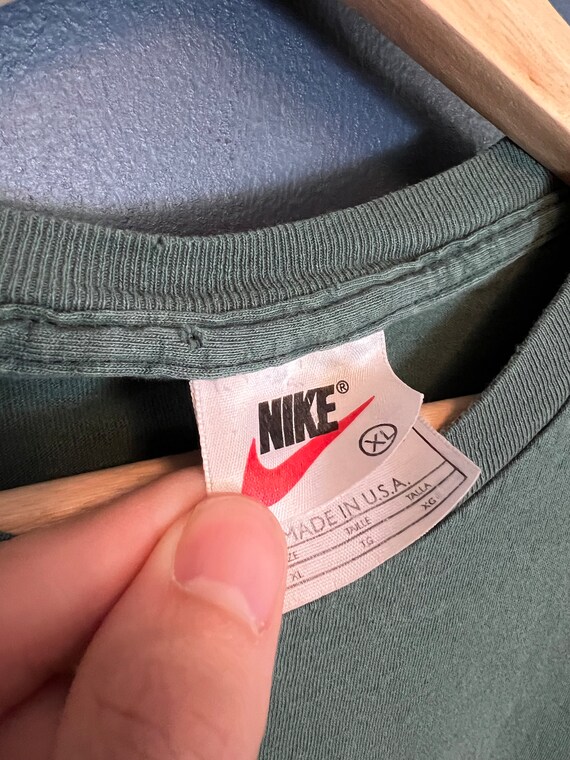 NIKE®
XL
MADE IN U.S.A.
TAILLE TALLA
XL TG XG